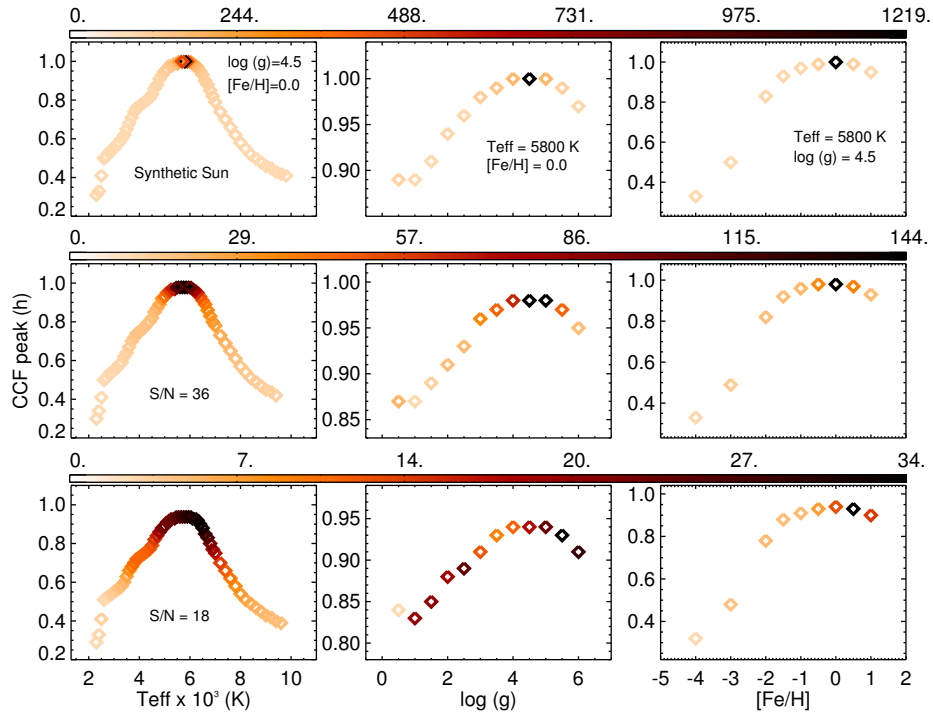 0. 244. 488. 731. 975. 1219.
1.0 0.8 0.6 0.4 0.2
log (g)=4.5
[Fe/H]=0.0
Synthetic Sun
1.00 0.95 0.90
Teff = 5800 K
[Fe/H] = 0.0
1.0 0.8 0.6 0.4
Teff = 5800 K
log (g) = 4.5
0. 29. 57. 86. 115. 144.
CCF peak (h)
1.0 0.8 0.6 0.4 0.2
S/N = 36
1.00 0.95 0.90 0.85
1.0 0.8 0.6 0.4
0. 7. 14. 20. 27. 34.
1.0 0.8 0.6 0.4 0.2
S/N = 18
0.95 0.90 0.85 0.80
1.0 0.8 0.6 0.4
2 4 6 8 10
Teff x 10³ (K)
0 2 4 6
log (g)
-5 -4 -3 -2 -1 0 1 2
[Fe/H]